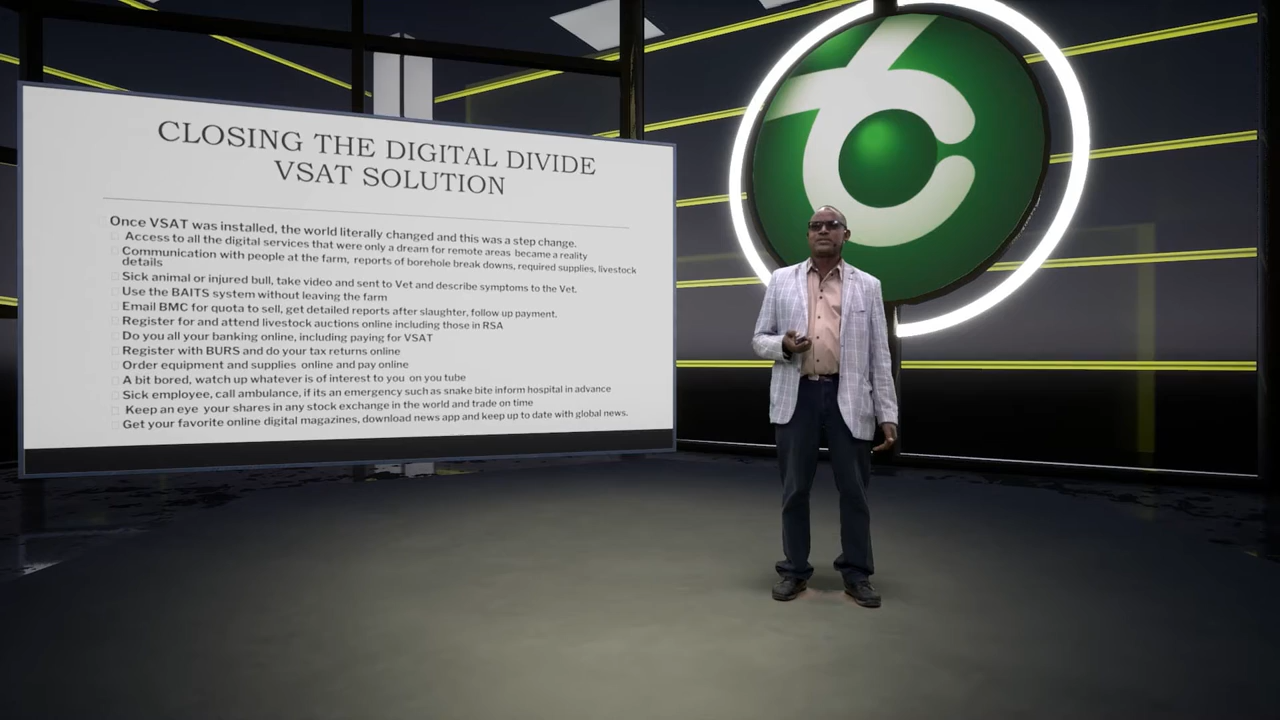 CLOSING THE DIGITAL DIVIDE
VSAT SOLUTION
Once VSAT was installed, the world literally changed and this was a step change.
Access to all the digital services that were only a dream for remote areas became a reality
Communication with people at the farm, reports of borehole break downs, required supplies, livestock
details
Sick animal or injured bull, take video and sent to Vet and describe symptoms to the Vet.
Use the BAITS system without leaving the farm
Email BMC for quota to sell, get detailed reports after slaughter, follow up payment.
Register for and attend livestock auctions online including those in RSA
Do you all your banking online, including paying for VSAT
Register with BURS and do your tax returns online
Order equipment and supplies online and pay online
A bit bored, watch up whatever is of interest to you on you tube
Sick employee, call ambulance, if its an emergency such as snake bite inform hospital in advance
Keep an eye your shares in any stock exchange in the world and trade on time
Get your favorite online digital magazines, download news app and keep up to date with global news.